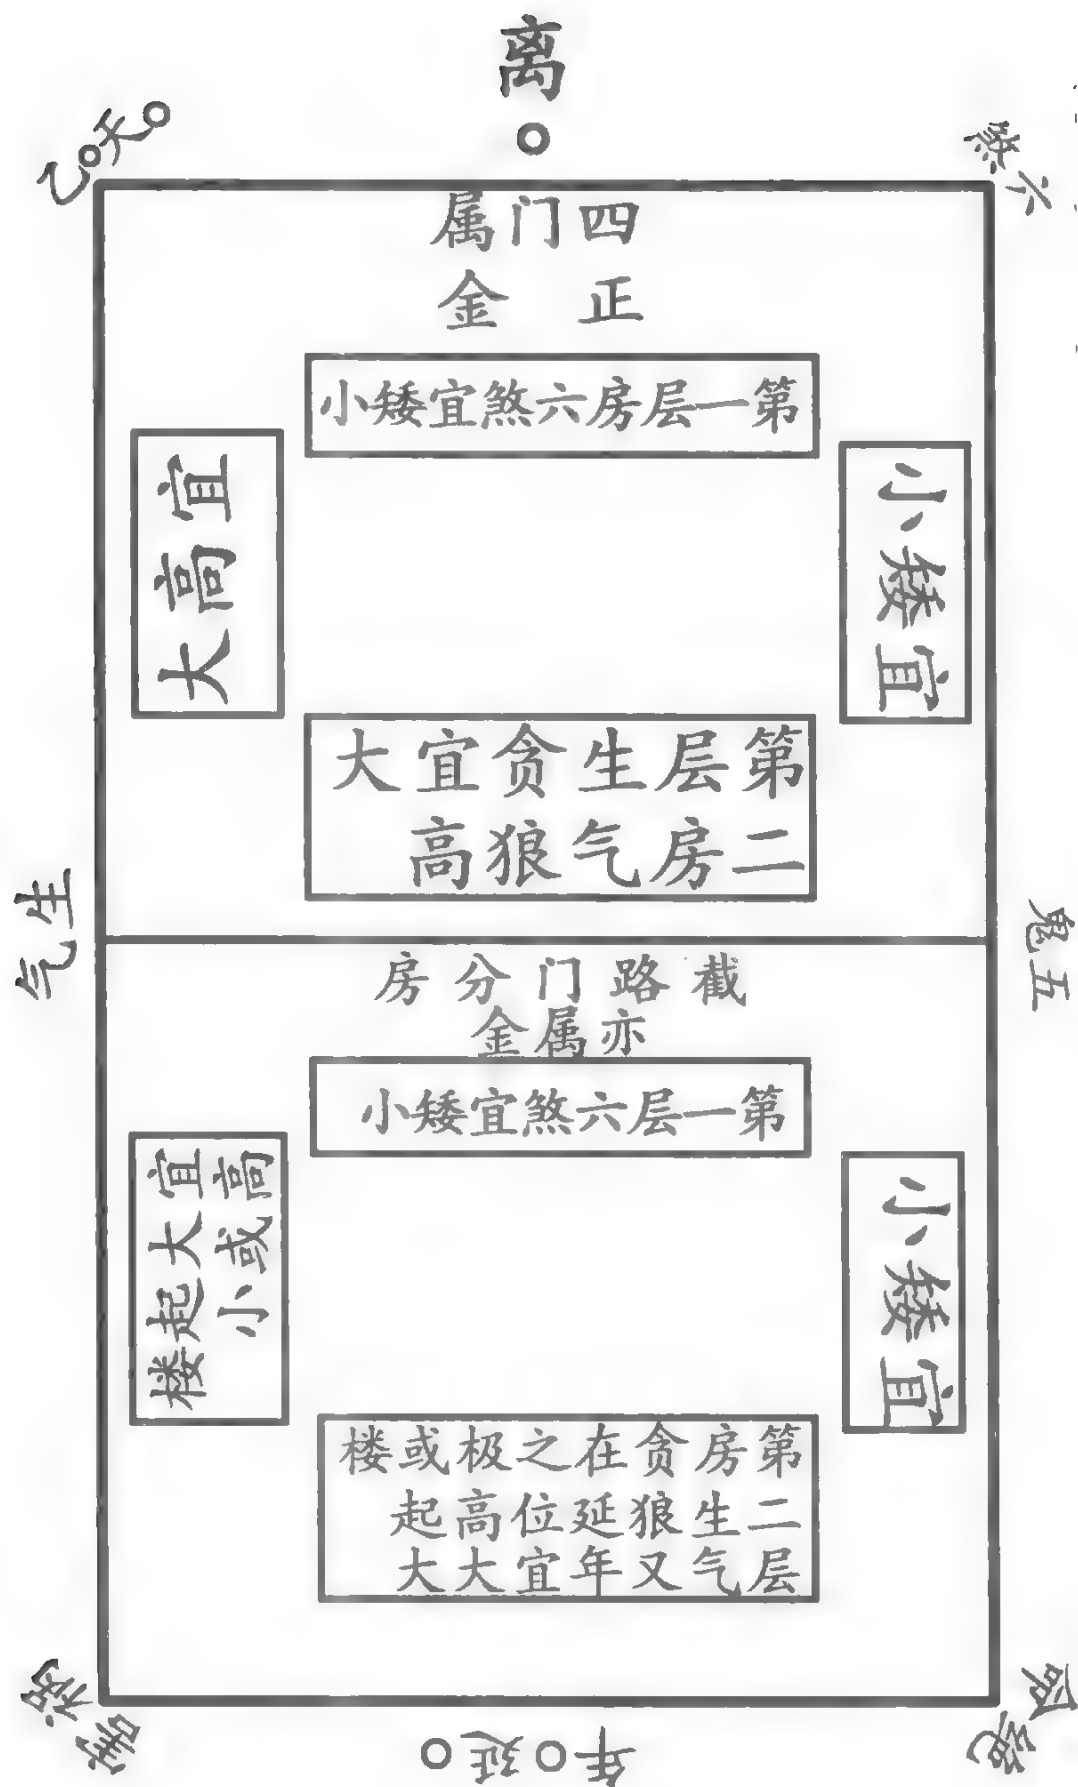 离
天乙
六煞
四正门属金
第一层房六煞宜矮小
宜高大
宜矮小
第二层房生气贪狼宜高大
生气
五鬼
截路门分房
亦属金
第一层六煞宜矮小
宜高大或起小楼
宜矮小
第二层房生气贪狼又在延年之位宜极高大或起大楼
祸害
延年
绝命